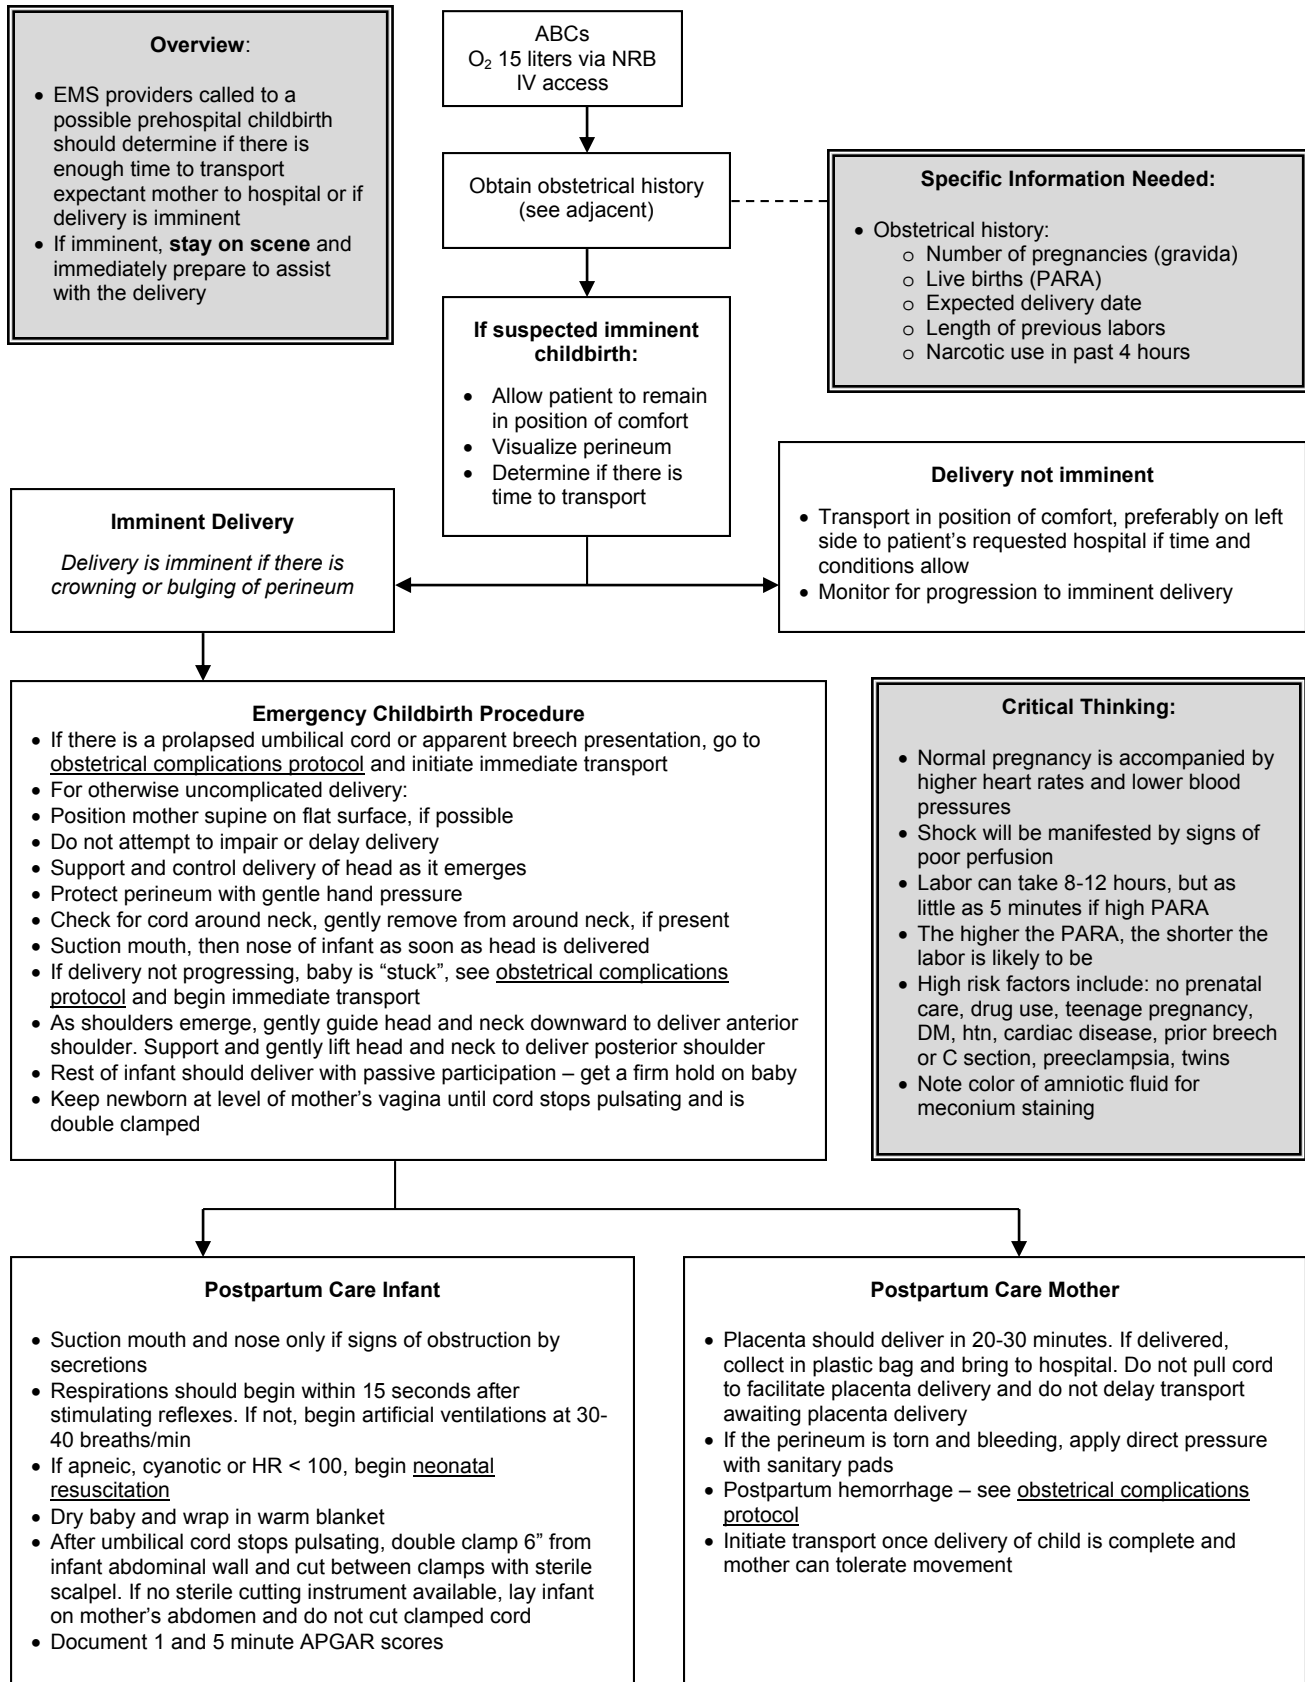 Overview:
• EMS providers called to a
possible prehospital childbirth
should determine if there is
enough time to transport
expectant mother to hospital or if
delivery is imminent
• If imminent, stay on scene and
immediately prepare to assist
with the delivery
ABCs
O₂ 15 liters via NRB
IV access
Obtain obstetrical history
(see adjacent)
Specific Information Needed:
• Obstetrical history:
o Number of pregnancies (gravida)
o Live births (PARA)
o Expected delivery date
o Length of previous labors
o Narcotic use in past 4 hours
If suspected imminent
childbirth:
• Allow patient to remain
in position of comfort
• Visualize perineum
• Determine if there is
time to transport
Imminent Delivery
Delivery is imminent if there is
crowning or bulging of perineum
Delivery not imminent
• Transport in position of comfort, preferably on left
side to patient’s requested hospital if time and
conditions allow
• Monitor for progression to imminent delivery
Emergency Childbirth Procedure
• If there is a prolapsed umbilical cord or apparent breech presentation, go to
obstetrical complications protocol and initiate immediate transport
• For otherwise uncomplicated delivery:
• Position mother supine on flat surface, if possible
• Do not attempt to impair or delay delivery
• Support and control delivery of head as it emerges
• Protect perineum with gentle hand pressure
• Check for cord around neck, gently remove from around neck, if present
• Suction mouth, then nose of infant as soon as head is delivered
• If delivery not progressing, baby is “stuck”, see obstetrical complications
protocol and begin immediate transport
• As shoulders emerge, gently guide head and neck downward to deliver anterior
shoulder. Support and gently lift head and neck to deliver posterior shoulder
• Rest of infant should deliver with passive participation – get a firm hold on baby
• Keep newborn at level of mother’s vagina until cord stops pulsating and is
double clamped
Critical Thinking:
• Normal pregnancy is accompanied by
higher heart rates and lower blood
pressures
• Shock will be manifested by signs of
poor perfusion
• Labor can take 8-12 hours, but as
little as 5 minutes if high PARA
• The higher the PARA, the shorter the
labor is likely to be
• High risk factors include: no prenatal
care, drug use, teenage pregnancy,
DM, htn, cardiac disease, prior breech
or C section, preeclampsia, twins
• Note color of amniotic fluid for
meconium staining
Postpartum Care Infant
• Suction mouth and nose only if signs of obstruction by
secretions
• Respirations should begin within 15 seconds after
stimulating reflexes. If not, begin artificial ventilations at 30-
40 breaths/min
• If apneic, cyanotic or HR < 100, begin neonatal
resuscitation
• Dry baby and wrap in warm blanket
• After umbilical cord stops pulsating, double clamp 6” from
infant abdominal wall and cut between clamps with sterile
scalpel. If no sterile cutting instrument available, lay infant
on mother’s abdomen and do not cut clamped cord
• Document 1 and 5 minute APGAR scores
Postpartum Care Mother
• Placenta should deliver in 20-30 minutes. If delivered,
collect in plastic bag and bring to hospital. Do not pull cord
to facilitate placenta delivery and do not delay transport
awaiting placenta delivery
• If the perineum is torn and bleeding, apply direct pressure
with sanitary pads
• Postpartum hemorrhage – see obstetrical complications
protocol
• Initiate transport once delivery of child is complete and
mother can tolerate movement